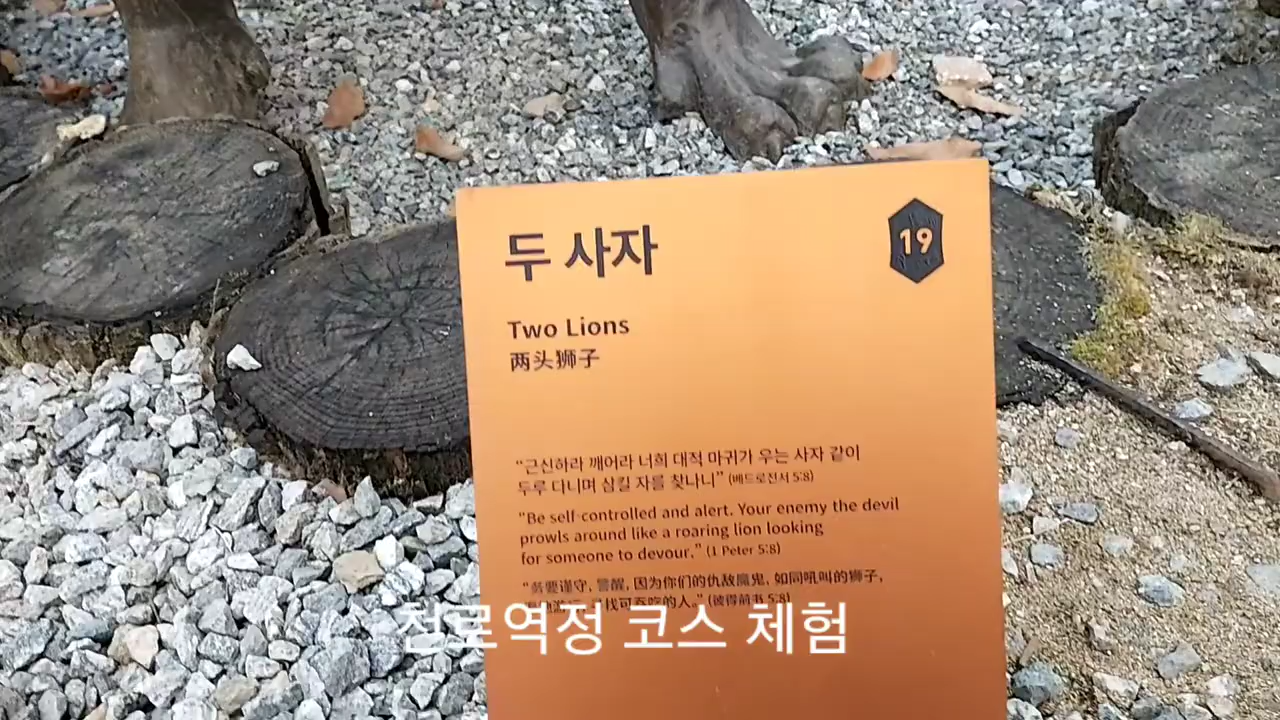 두 사자
19
Two Lions
两头狮子
“근신하라 깨어라 너희 대적 마귀가 우는 사자 같이
두루 다니며 삼킬 자를 찾나니” (베드로전서 5:8)
“Be self-controlled and alert. Your enemy the devil
prowls around like a roaring lion looking
for someone to devour.” (1 Peter 5:8)
“务要谨守, 警醒, 因为你们的仇敌魔鬼, 如同吼叫的狮子,
找可吞吃的人。” (彼得前书 5:8)
천로역정 코스 체험